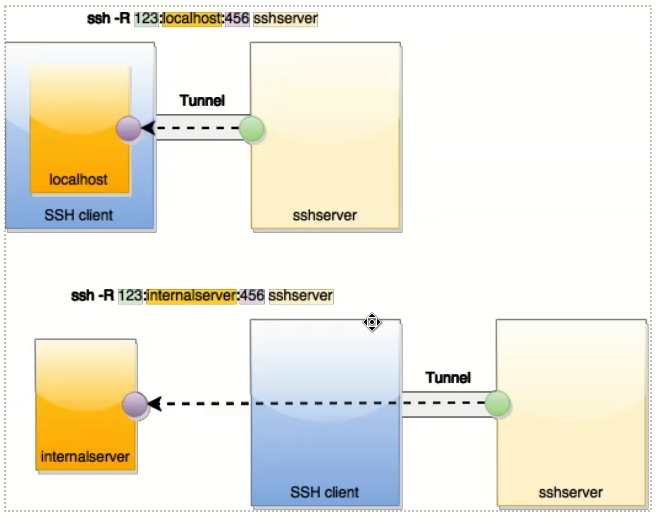 ssh -R 123:localhost:456 sshserver
Tunnel
localhost
SSH client
sshserver
ssh -R 123:internalserver:456 sshserver
Tunnel
internalserver
SSH client
sshserver